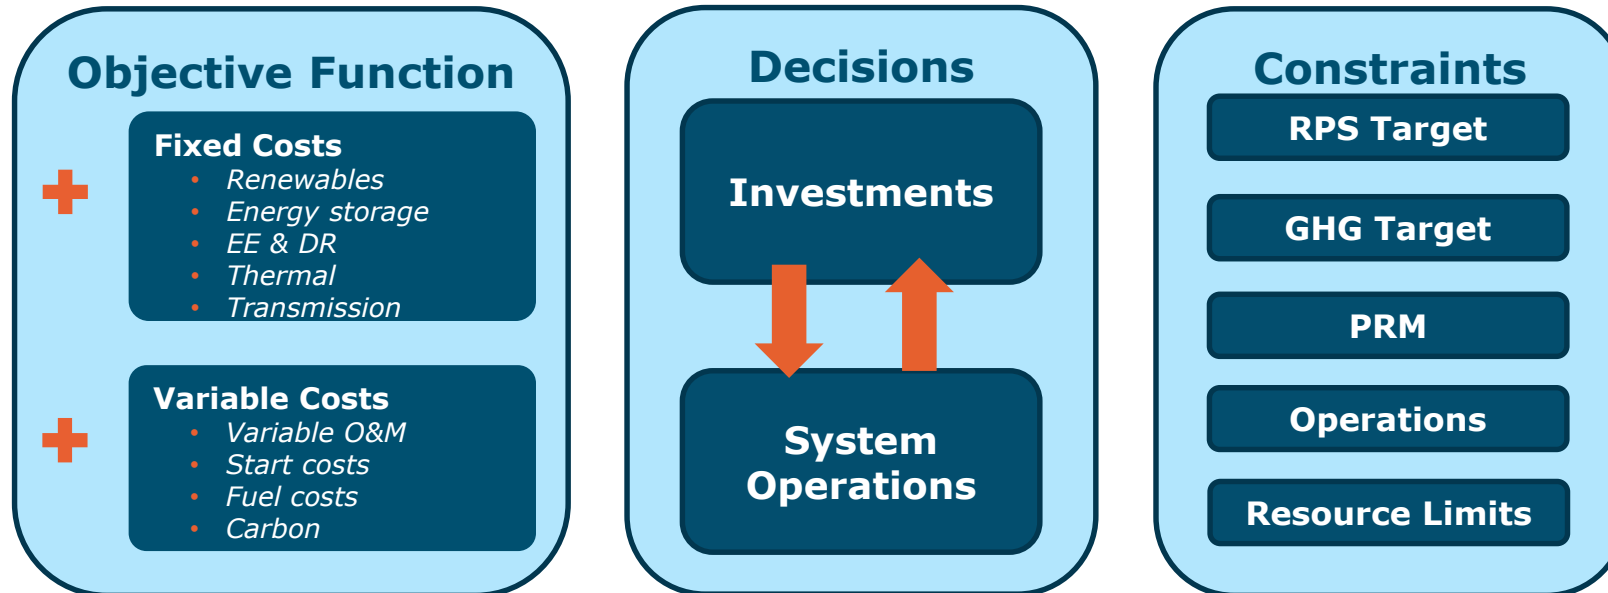 Objective Function
Fixed Costs
• Renewables
• Energy storage
• EE & DR
• Thermal
• Transmission
Variable Costs
• Variable O&M
• Start costs
• Fuel costs
• Carbon
Decisions
Investments
System
Operations
Constraints
RPS Target
GHG Target
PRM
Operations
Resource Limits